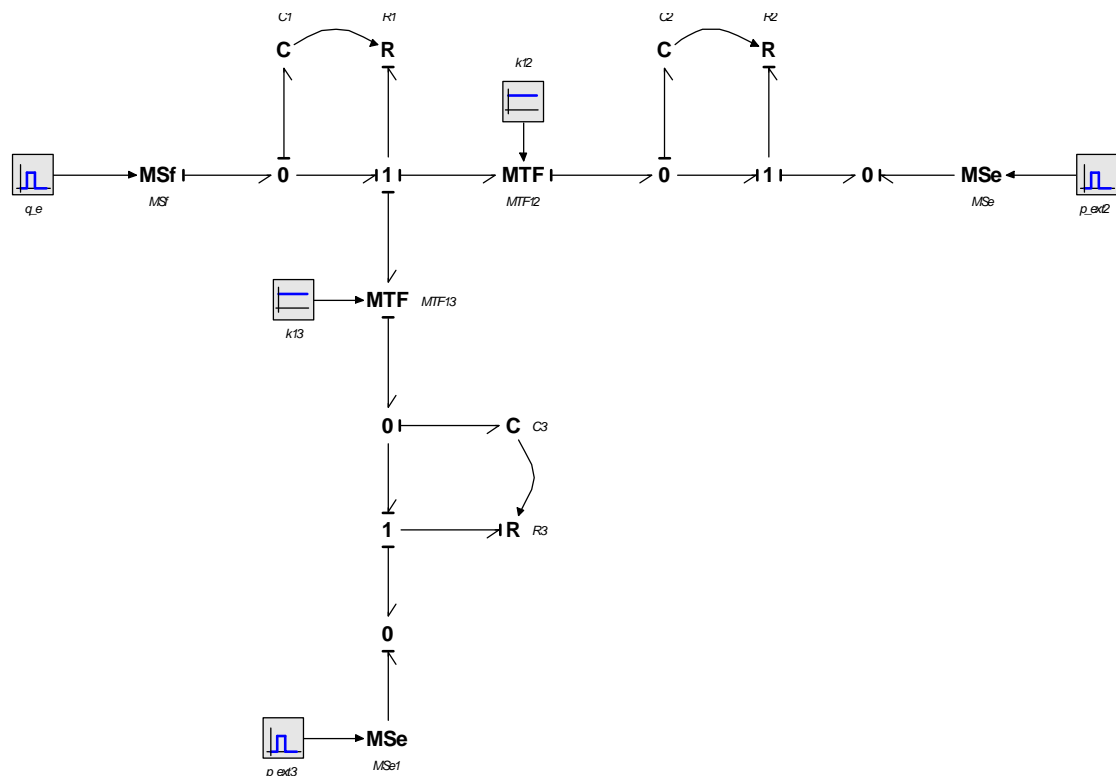 C1 R1 C2 R2
C R C R
k12
MSf 0 1 MTF 0 1 0 MSe
q_e MSf MTF12 MSe p_ext2
MTF MTF13
k13
0 C C3
1 R R3
0
MSe
p_ext3 MSe1